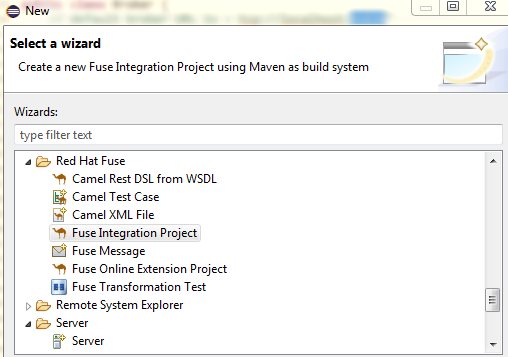 New
Select a wizard
Create a new Fuse Integration Project using Maven as build system
Wizards:
type filter text
Red Hat Fuse
Camel Rest DSL from WSDL
Camel Test Case
Camel XML File
Fuse Integration Project
Fuse Message
Fuse Online Extension Project
Fuse Transformation Test
Remote System Explorer
Server
Server